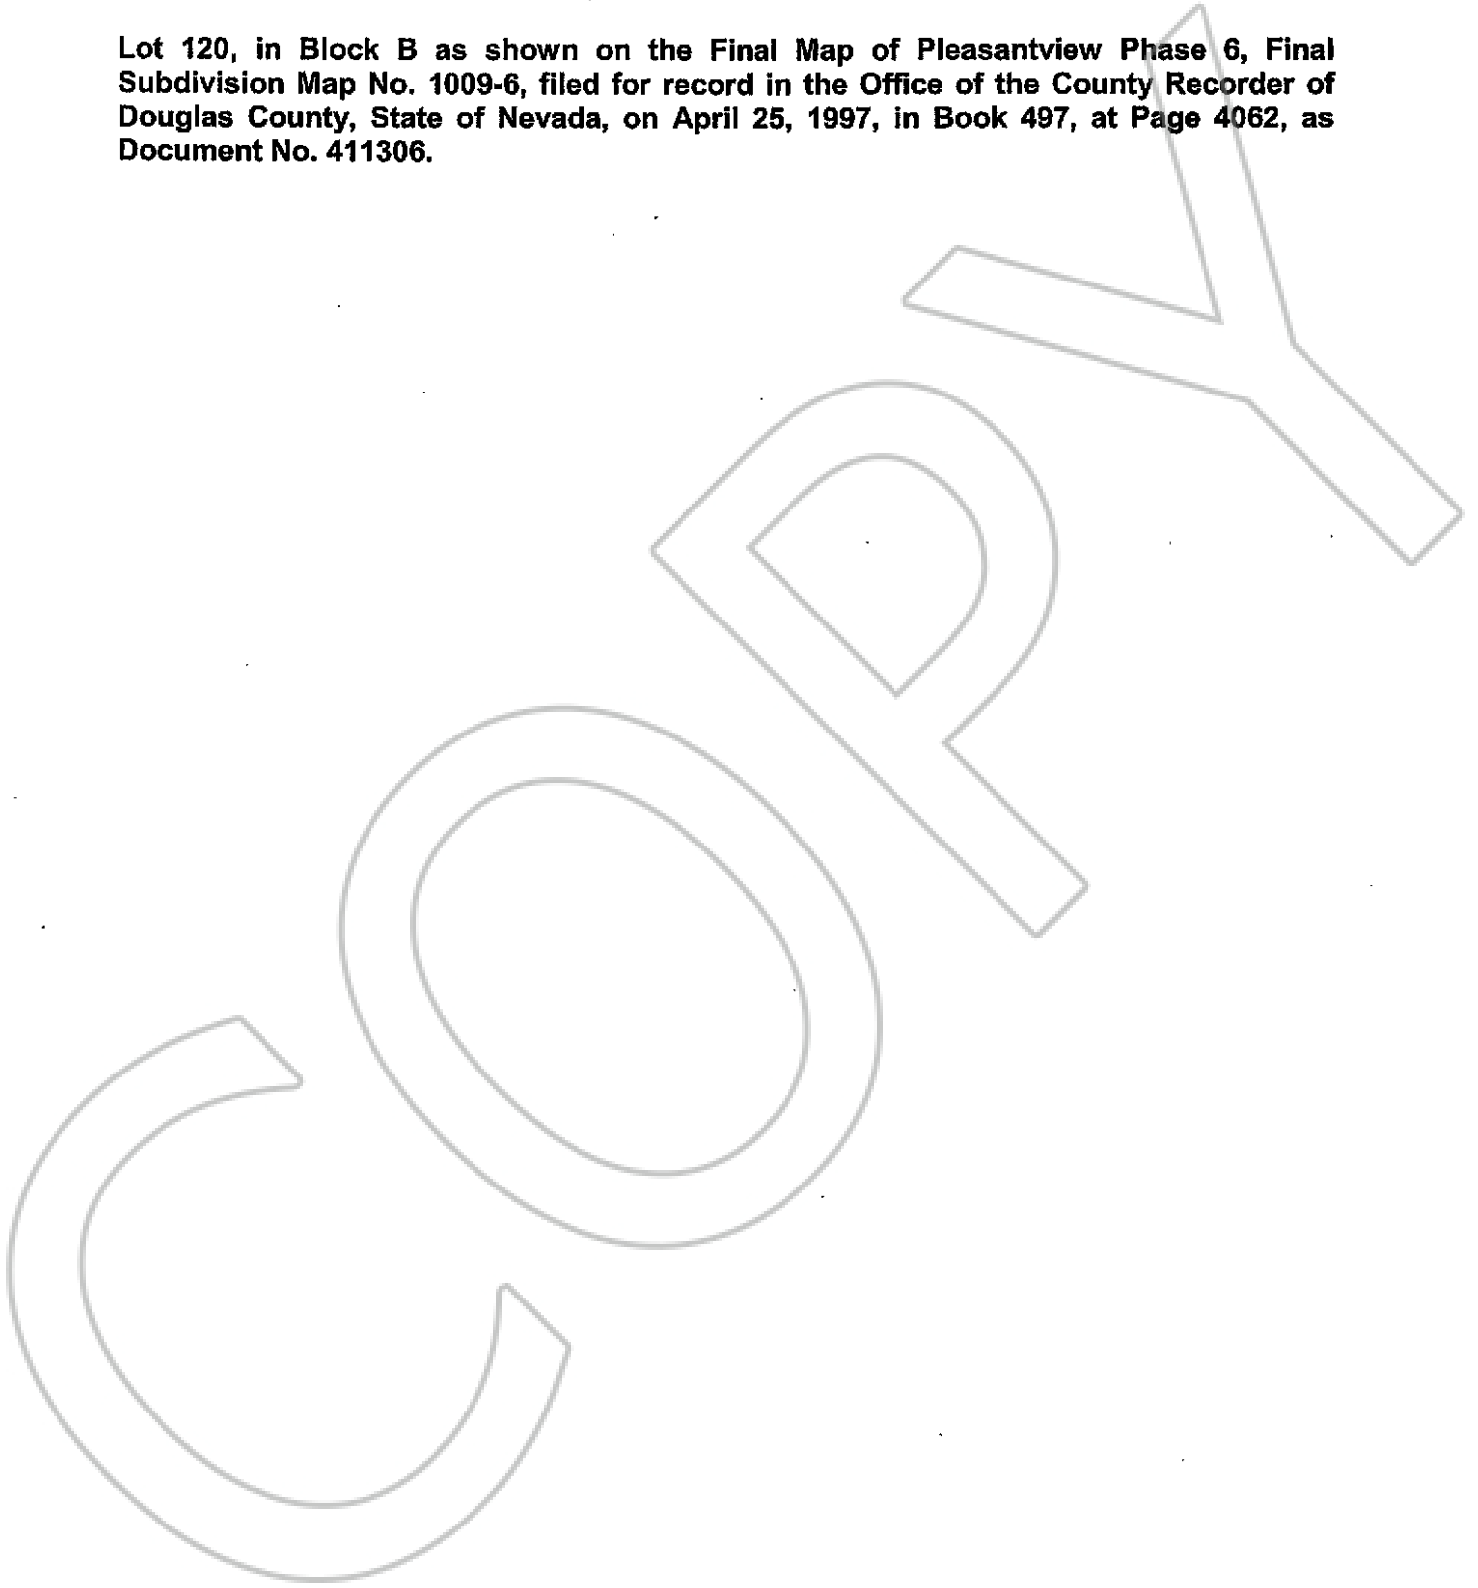 Lot 120, in Block B as shown on the Final Map of Pleasantview Phase 6, Final
Subdivision Map No. 1009-6, filed for record in the Office of the County Recorder of
Douglas County, State of Nevada, on April 25, 1997, in Book 497, at Page 4062, as
Document No. 411306.
COPY